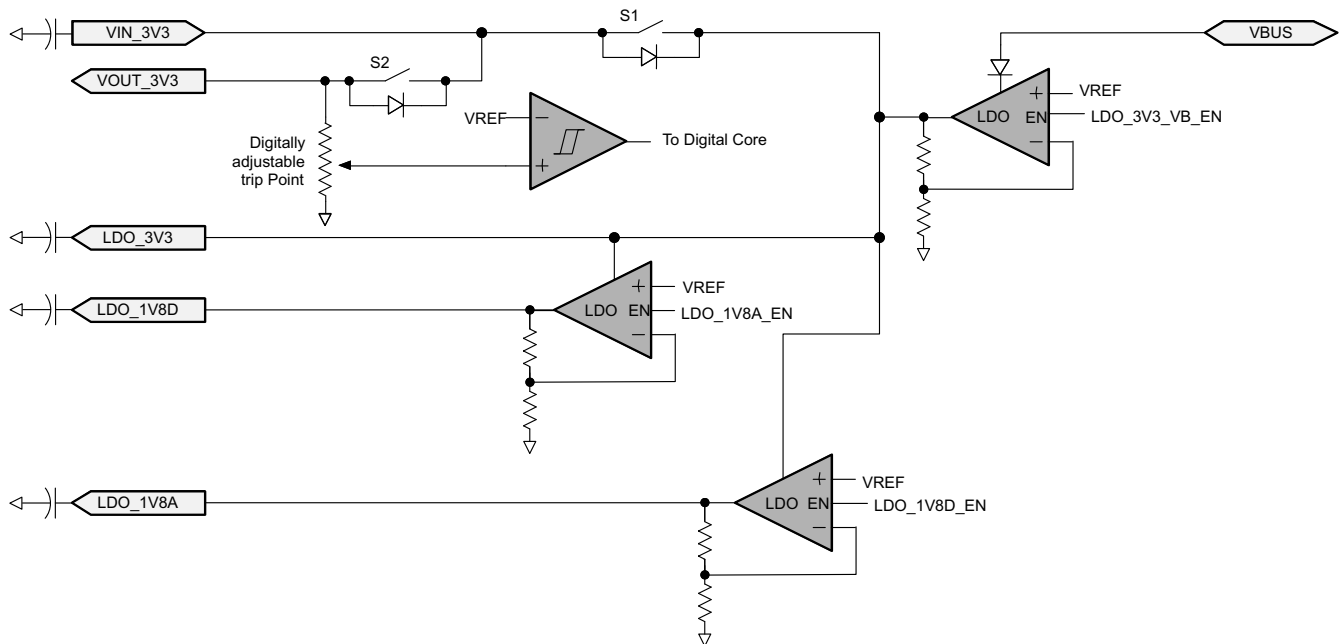 VIN_3V3
S1
VBUS
VOUT_3V3
S2
VREF
LDO
+
EN
−
VREF
LDO_3V3_VB_EN
Digitally
adjustable
trip Point
−
+
To Digital Core
LDO_3V3
LDO_1V8D
LDO
+
EN
−
VREF
LDO_1V8A_EN
LDO_1V8A
LDO
+
EN
−
VREF
LDO_1V8D_EN